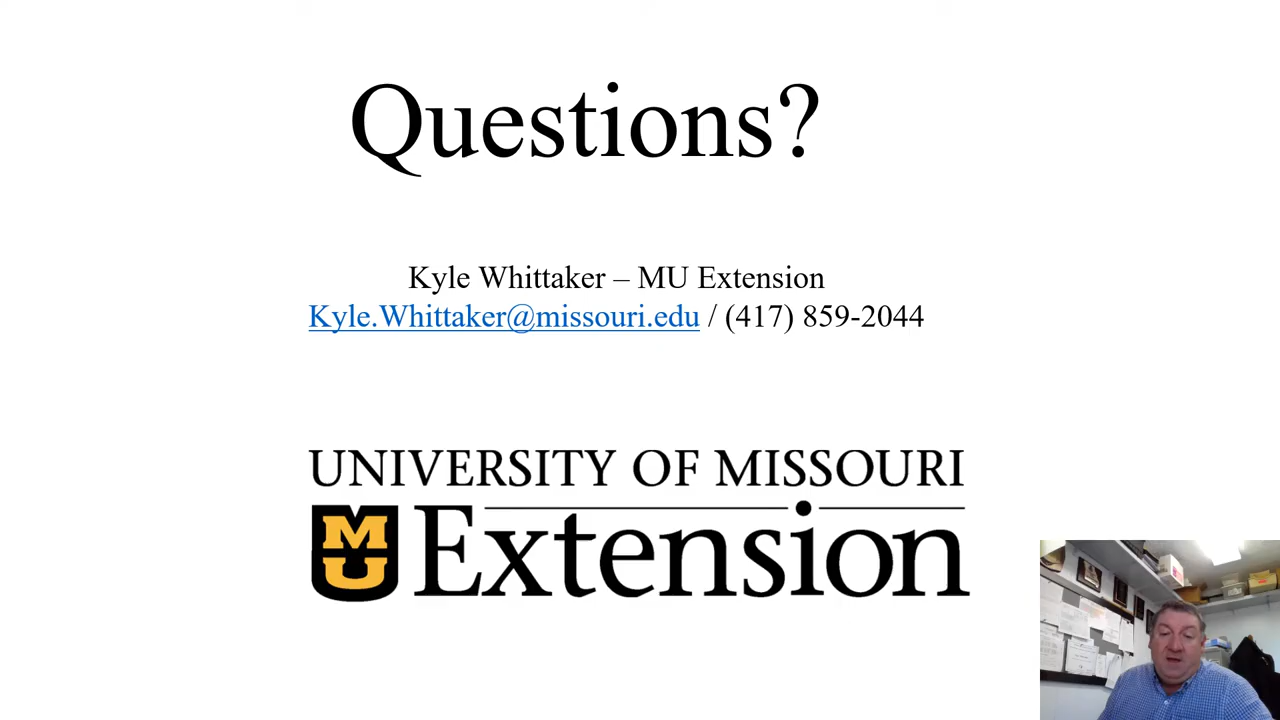 Questions?
Kyle Whittaker – MU Extension
Kyle.Whittaker@missouri.edu / (417) 859-2044
UNIVERSITY OF MISSOURI
MU Extension